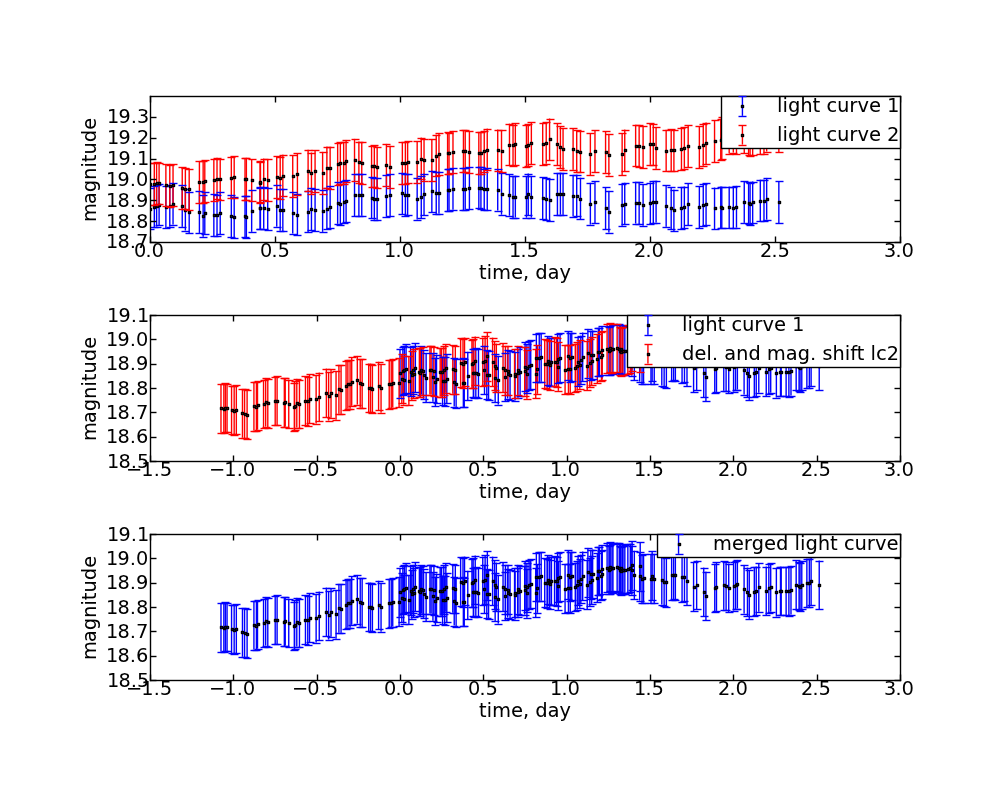 19.3
19.2
19.1
19.0
18.9
18.8
18.7
magnitude
light curve 1
light curve 2
0.0 0.5 1.0 1.5 2.0 2.5 3.0
time, day
19.1
19.0
18.9
18.8
18.7
18.6
18.5
magnitude
light curve 1
del. and mag. shift lc2
−1.5 −1.0 −0.5 0.0 0.5 1.0 1.5 2.0 2.5 3.0
time, day
19.1
19.0
18.9
18.8
18.7
18.6
18.5
magnitude
merged light curve
−1.5 −1.0 −0.5 0.0 0.5 1.0 1.5 2.0 2.5 3.0
time, day